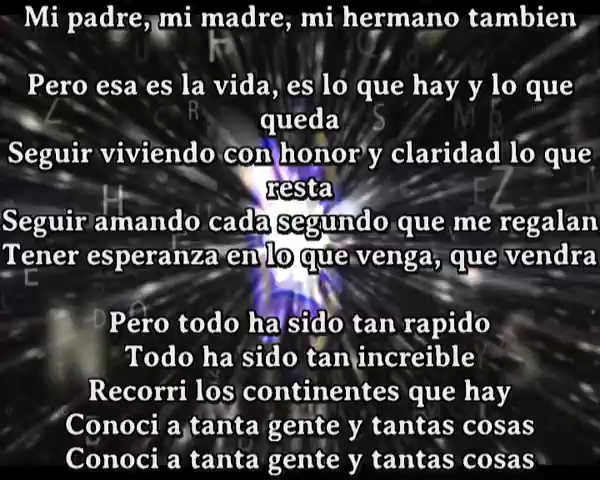 Mi padre, mi madre, mi hermano tambien
Pero esa es la vida, es lo que hay y lo que
queda
Seguir viviendo con honor y claridad lo que
resta
Seguir amando cada segundo que me regalan
Tener esperanza en lo que venga, que vendra
Pero todo ha sido tan rapido
Todo ha sido tan increible
Recorri los continentes que hay
Conoci a tanta gente y tantas cosas
Conoci a tanta gente y tantas cosas